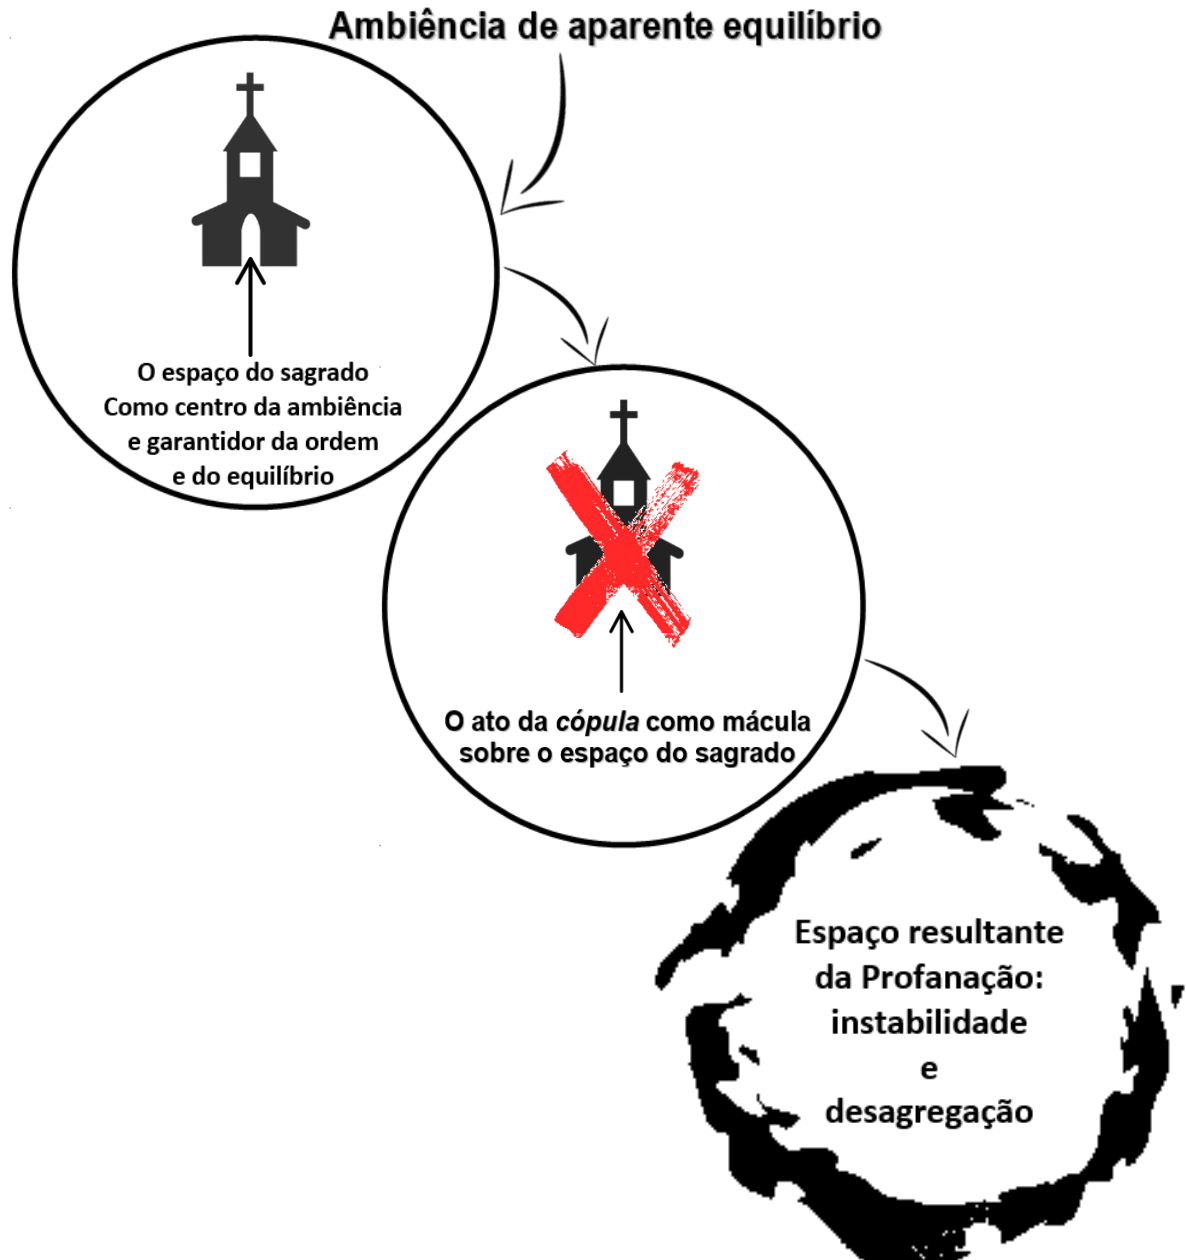 Ambiência de aparente equilíbrio
O espaço do sagrado
Como centro da ambiência
e garantidor da ordem
e do equilíbrio
O ato da cópula como mácula
sobre o espaço do sagrado
Espaço resultante
da Profanação:
instabilidade
e
desagregação